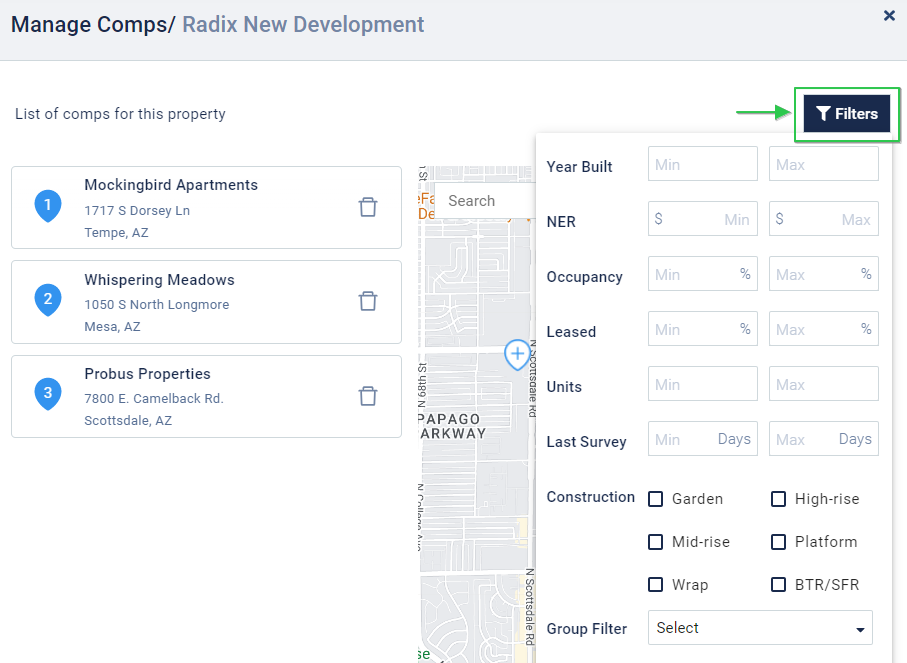 Manage Comps/ Radix New Development
List of comps for this property
Filters
1
Mockingbird Apartments
1717 S Dorsey Ln
Tempe, AZ
2
Whispering Meadows
1050 S North Longmore
Mesa, AZ
3
Probus Properties
7800 E. Camelback Rd.
Scottsdale, AZ
Search
N 68th St
N Scottsdale Rd
PAPAGO
ARKWAY
N Scottsdale Rd
Year Built Min Max
NER $ Min $ Max
Occupancy Min % Max %
Leased Min % Max %
Units Min Max
Last Survey Min Days Max Days
Construction Garden High-rise
Mid-rise Platform
Wrap BTR/SFR
Group Filter Select